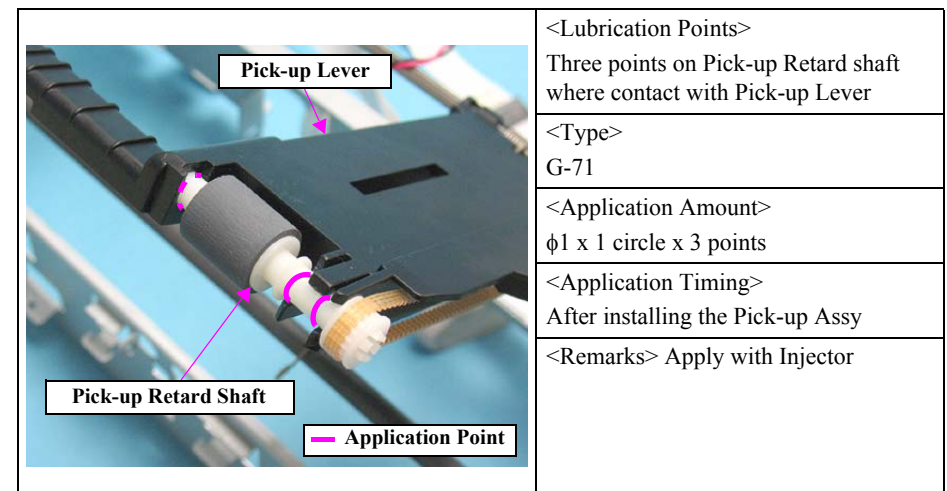 Pick-up Lever
Pick-up Retard Shaft
Application Point
<Lubrication Points>
Three points on Pick-up Retard shaft
where contact with Pick-up Lever
<Type>
G-71
<Application Amount>
ϕ1 x 1 circle x 3 points
<Application Timing>
After installing the Pick-up Assy
<Remarks> Apply with Injector